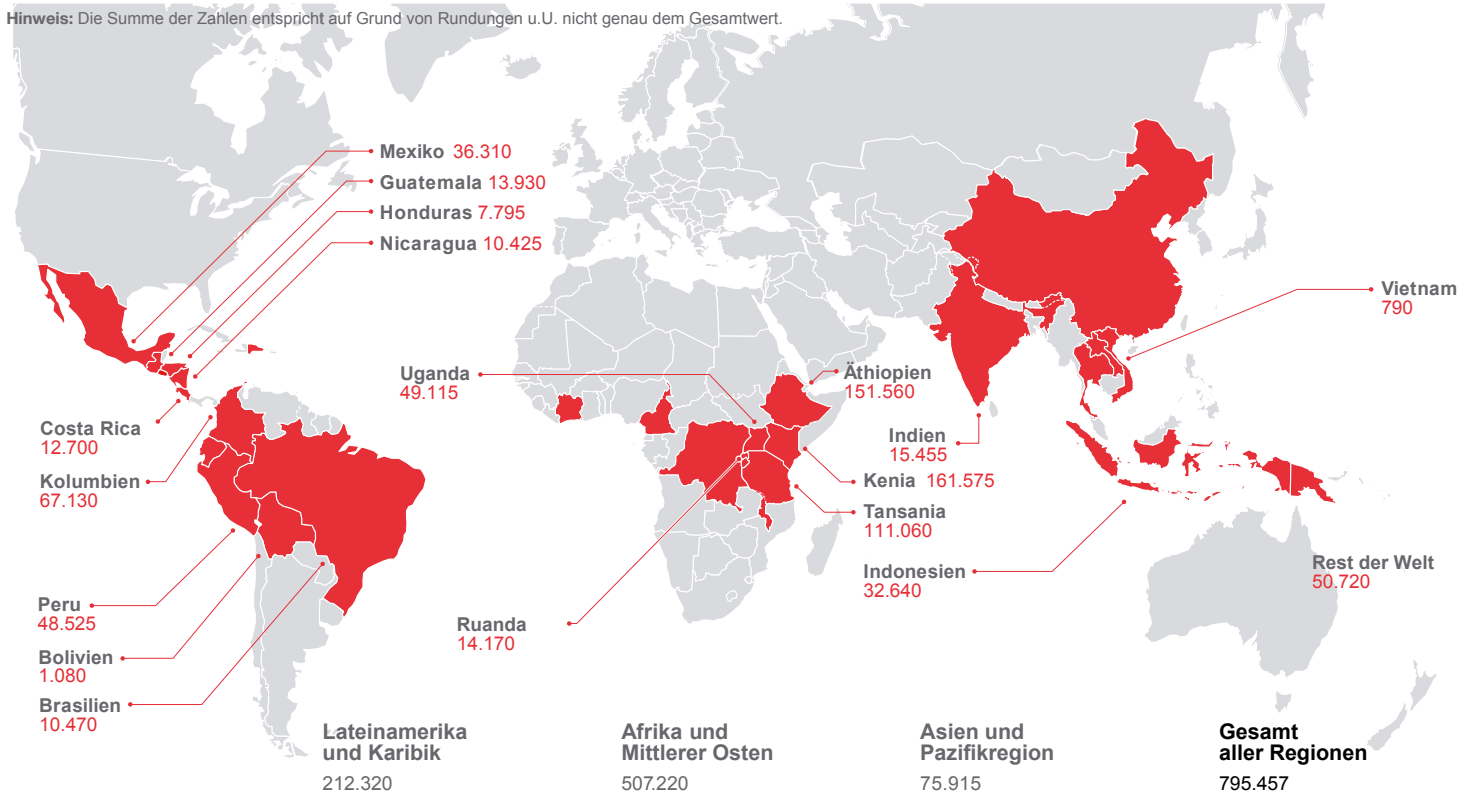 Hinweis: Die Summe der Zahlen entspricht auf Grund von Rundungen u.U. nicht genau dem Gesamtwert.
Mexiko 36.310
Guatemala 13.930
Honduras 7.795
Nicaragua 10.425
Vietnam
790
Uganda
49.115
Äthiopien
151.560
Costa Rica
12.700
Indien
15.455
Kolumbien
67.130
Kenia 161.575
Tansania
111.060
Indonesien
32.640
Rest der Welt
50.720
Peru
48.525
Ruanda
14.170
Bolivien
1.080
Brasilien
10.470
Lateinamerika
und Karibik
212.320
Afrika und
Mittlerer Osten
507.220
Asien und
Pazifikregion
75.915
Gesamt
aller Regionen
795.457